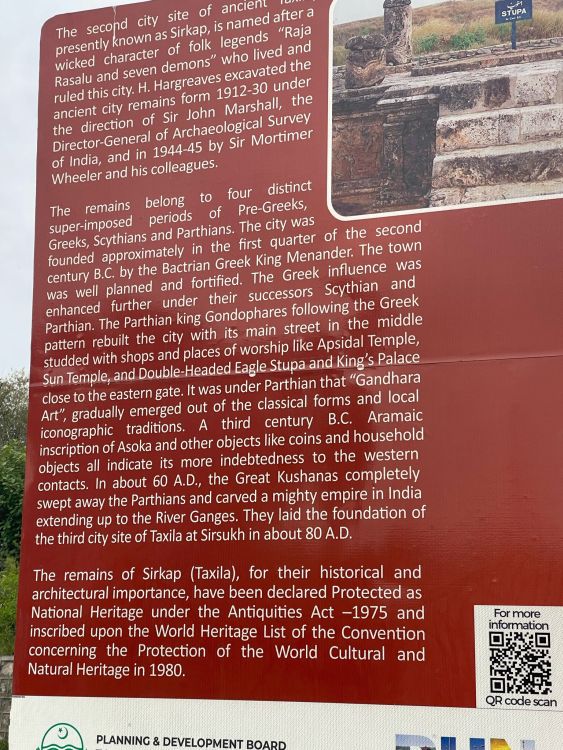 The second city site of ancient
presently known as Sirkap, is named after a
wicked character of folk legends "Raja
Rasalu and seven demons" who lived and
ruled this city. H. Hargreaves excavated the
ancient city remains form 1912-30 under
the direction of Sir John Marshall, the
Director-General of Archaeological Survey
of India, and in 1944-45 by Sir Mortimer
Wheeler and his colleagues.
STUPA
The remains belong to four distinct
super-imposed periods of Pre-Greeks,
Greeks, Scythians and Parthians. The city was
founded approximately in the first quarter of the second
century B.C. by the Bactrian Greek King Menander. The town
was well planned and fortified. The Greek influence was
enhanced further under their successors Scythian and
Parthian. The Parthian king Gondophares following the Greek
pattern rebuilt the city with its main street in the middle
studded with shops and places of worship like Apsidal Temple,
Sun Temple, and Double-Headed Eagle Stupa and King's Palace
close to the eastern gate. It was under Parthian that "Gandhara
Art", gradually emerged out of the classical forms and local
iconographic traditions. A third century B.C. Aramaic
inscription of Asoka and other objects like coins and household
objects all indicate its more indebtedness to the western
contacts. In about 60 A.D., the Great Kushanas completely
swept away the Parthians and carved a mighty empire in India
extending up to the River Ganges. They laid the foundation of
the third city site of Taxila at Sirsukh in about 80 A.D.
The remains of Sirkap (Taxila), for their historical and
architectural importance, have been declared Protected as
National Heritage under the Antiquities Act –1975 and
inscribed upon the World Heritage List of the Convention
concerning the Protection of the World Cultural and
Natural Heritage in 1980.
For more
information
QR code scan
PLANNING & DEVELOPMENT BOARD